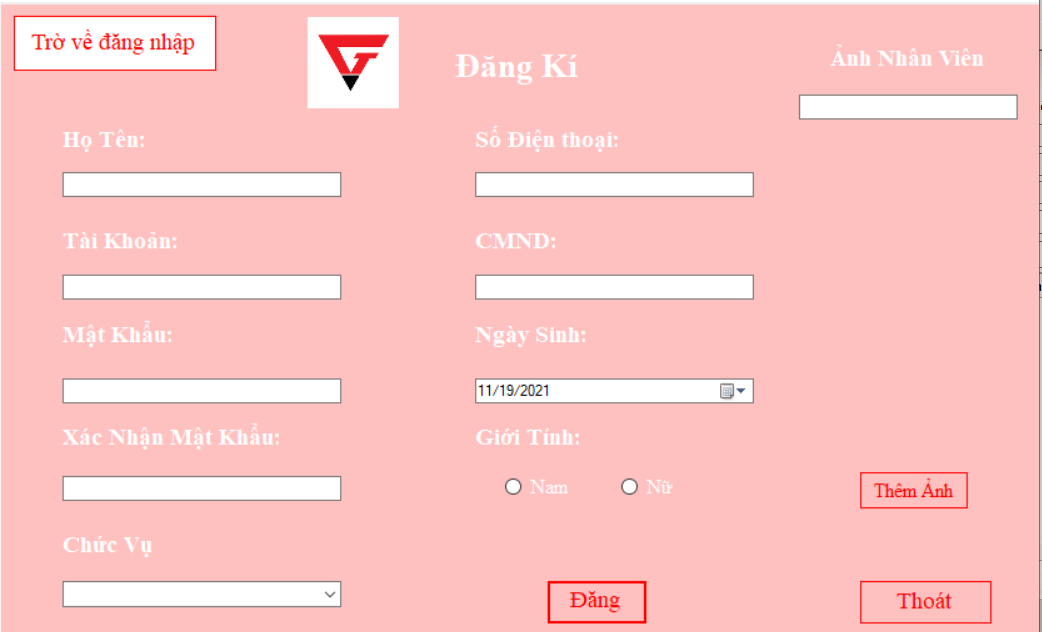 Trờ về đăng nhập
Đăng Kí
Ảnh Nhân Viên
Họ Tên:
Số Điện thoại:
Tài Khoản:
CMND:
Mật Khẩu:
Ngày Sinh:
11/19/2021
Xác Nhận Mật Khẩu:
Giới Tính:
Nam
Nữ
Thêm Ảnh
Chức Vụ
Đăng
Thoát